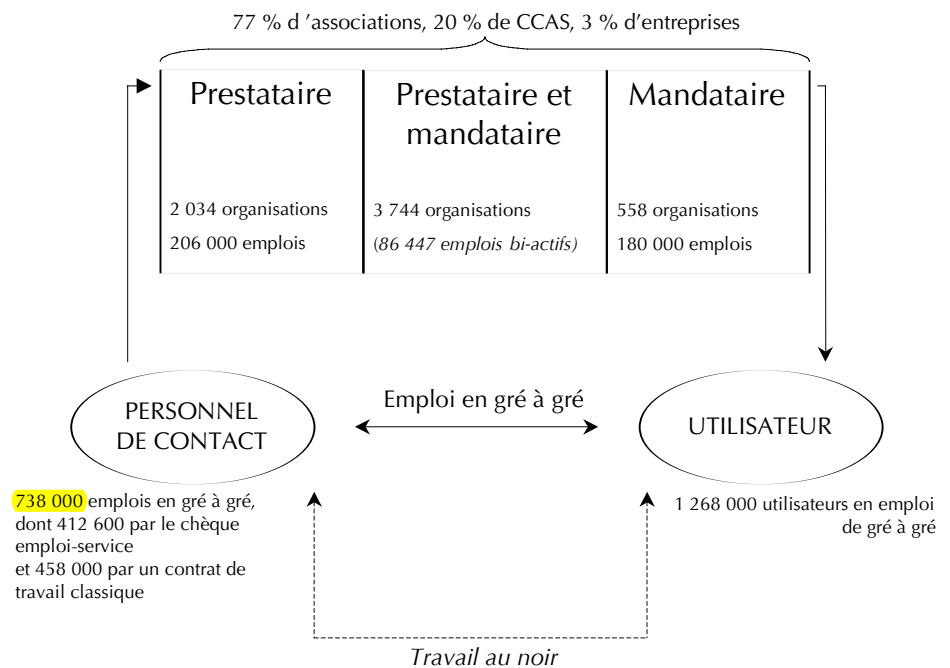 77 % d ’associations, 20 % de CCAS, 3 % d’entreprises
Prestataire
2 034 organisations
206 000 emplois
Prestataire et
mandataire
3 744 organisations
(86 447 emplois bi-actifs)
Mandataire
558 organisations
180 000 emplois
PERSONNEL
DE CONTACT
Emploi en gré à gré
UTILISATEUR
738 000 emplois en gré à gré,
dont 412 600 par le chèque
emploi-service
et 458 000 par un contrat de
travail classique
1 268 000 utilisateurs en emploi
de gré à gré
Travail au noir